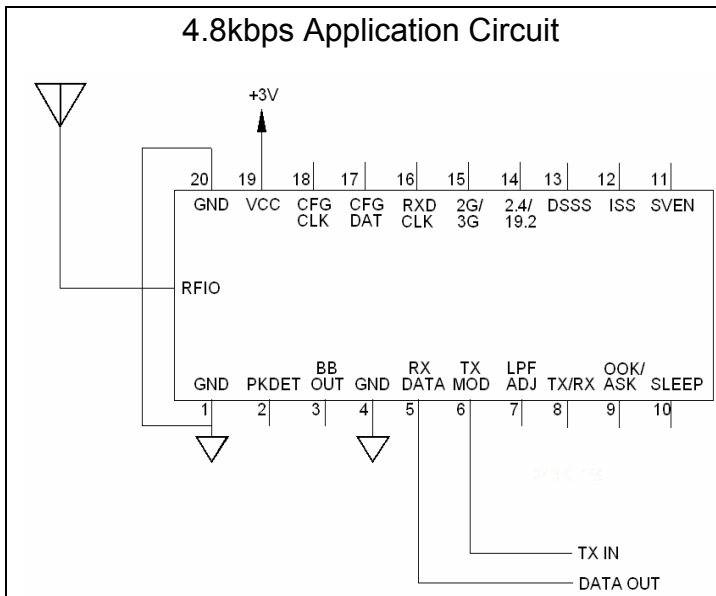 4.8kbps Application Circuit
+3V
20 19 18 17 16 15 14 13 12 11
GND VCC CFG CFG RXD 2G/ 2.4/ DSSS ISS SVEN
CLK DAT CLK 3G 19.2
RFIO
BB RX TX LPF OOK/
GND PKDET OUT GND DATA MOD ADJ TX/RX ASK SLEEP
1 2 3 4 5 6 7 8 9 10
TX IN
DATA OUT